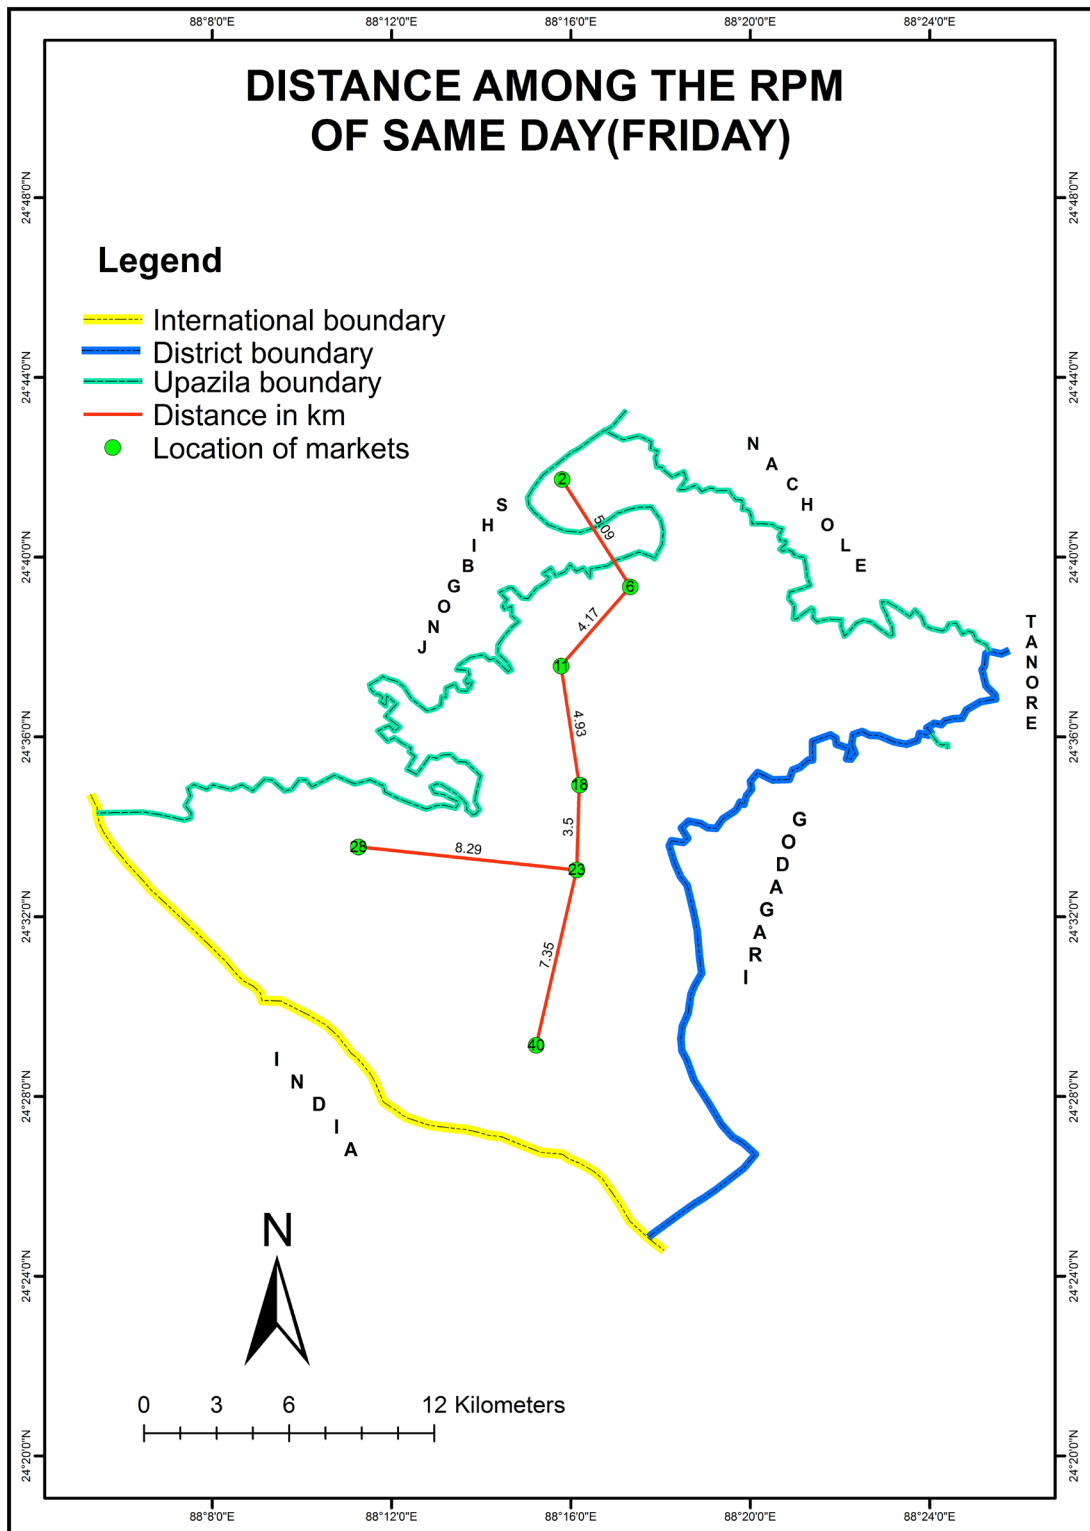 88°8'0"E
88°12'0"E
88°16'0"E
88°20'0"E
88°24'0"E
DISTANCE AMONG THE RPM
OF SAME DAY(FRIDAY)
24°48'0"N
24°48'0"N
Legend
International boundary
District boundary
Upazila boundary
Distance in km
Location of markets
24°44'0"N
24°44'0"N
NACHOLE
SHIBGONJ
2
5.09
24°40'0"N
24°40'0"N
6
4.17
TANORE
11
4.93
24°36'0"N
24°36'0"N
18
3.5
GODAGARI
28
8.29
23
24°32'0"N
24°32'0"N
7.35
40
INDIA
24°28'0"N
24°28'0"N
N
24°24'0"N
24°24'0"N
0 3 6 12 Kilometers
24°20'0"N
24°20'0"N
88°8'0"E
88°12'0"E
88°16'0"E
88°20'0"E
88°24'0"E